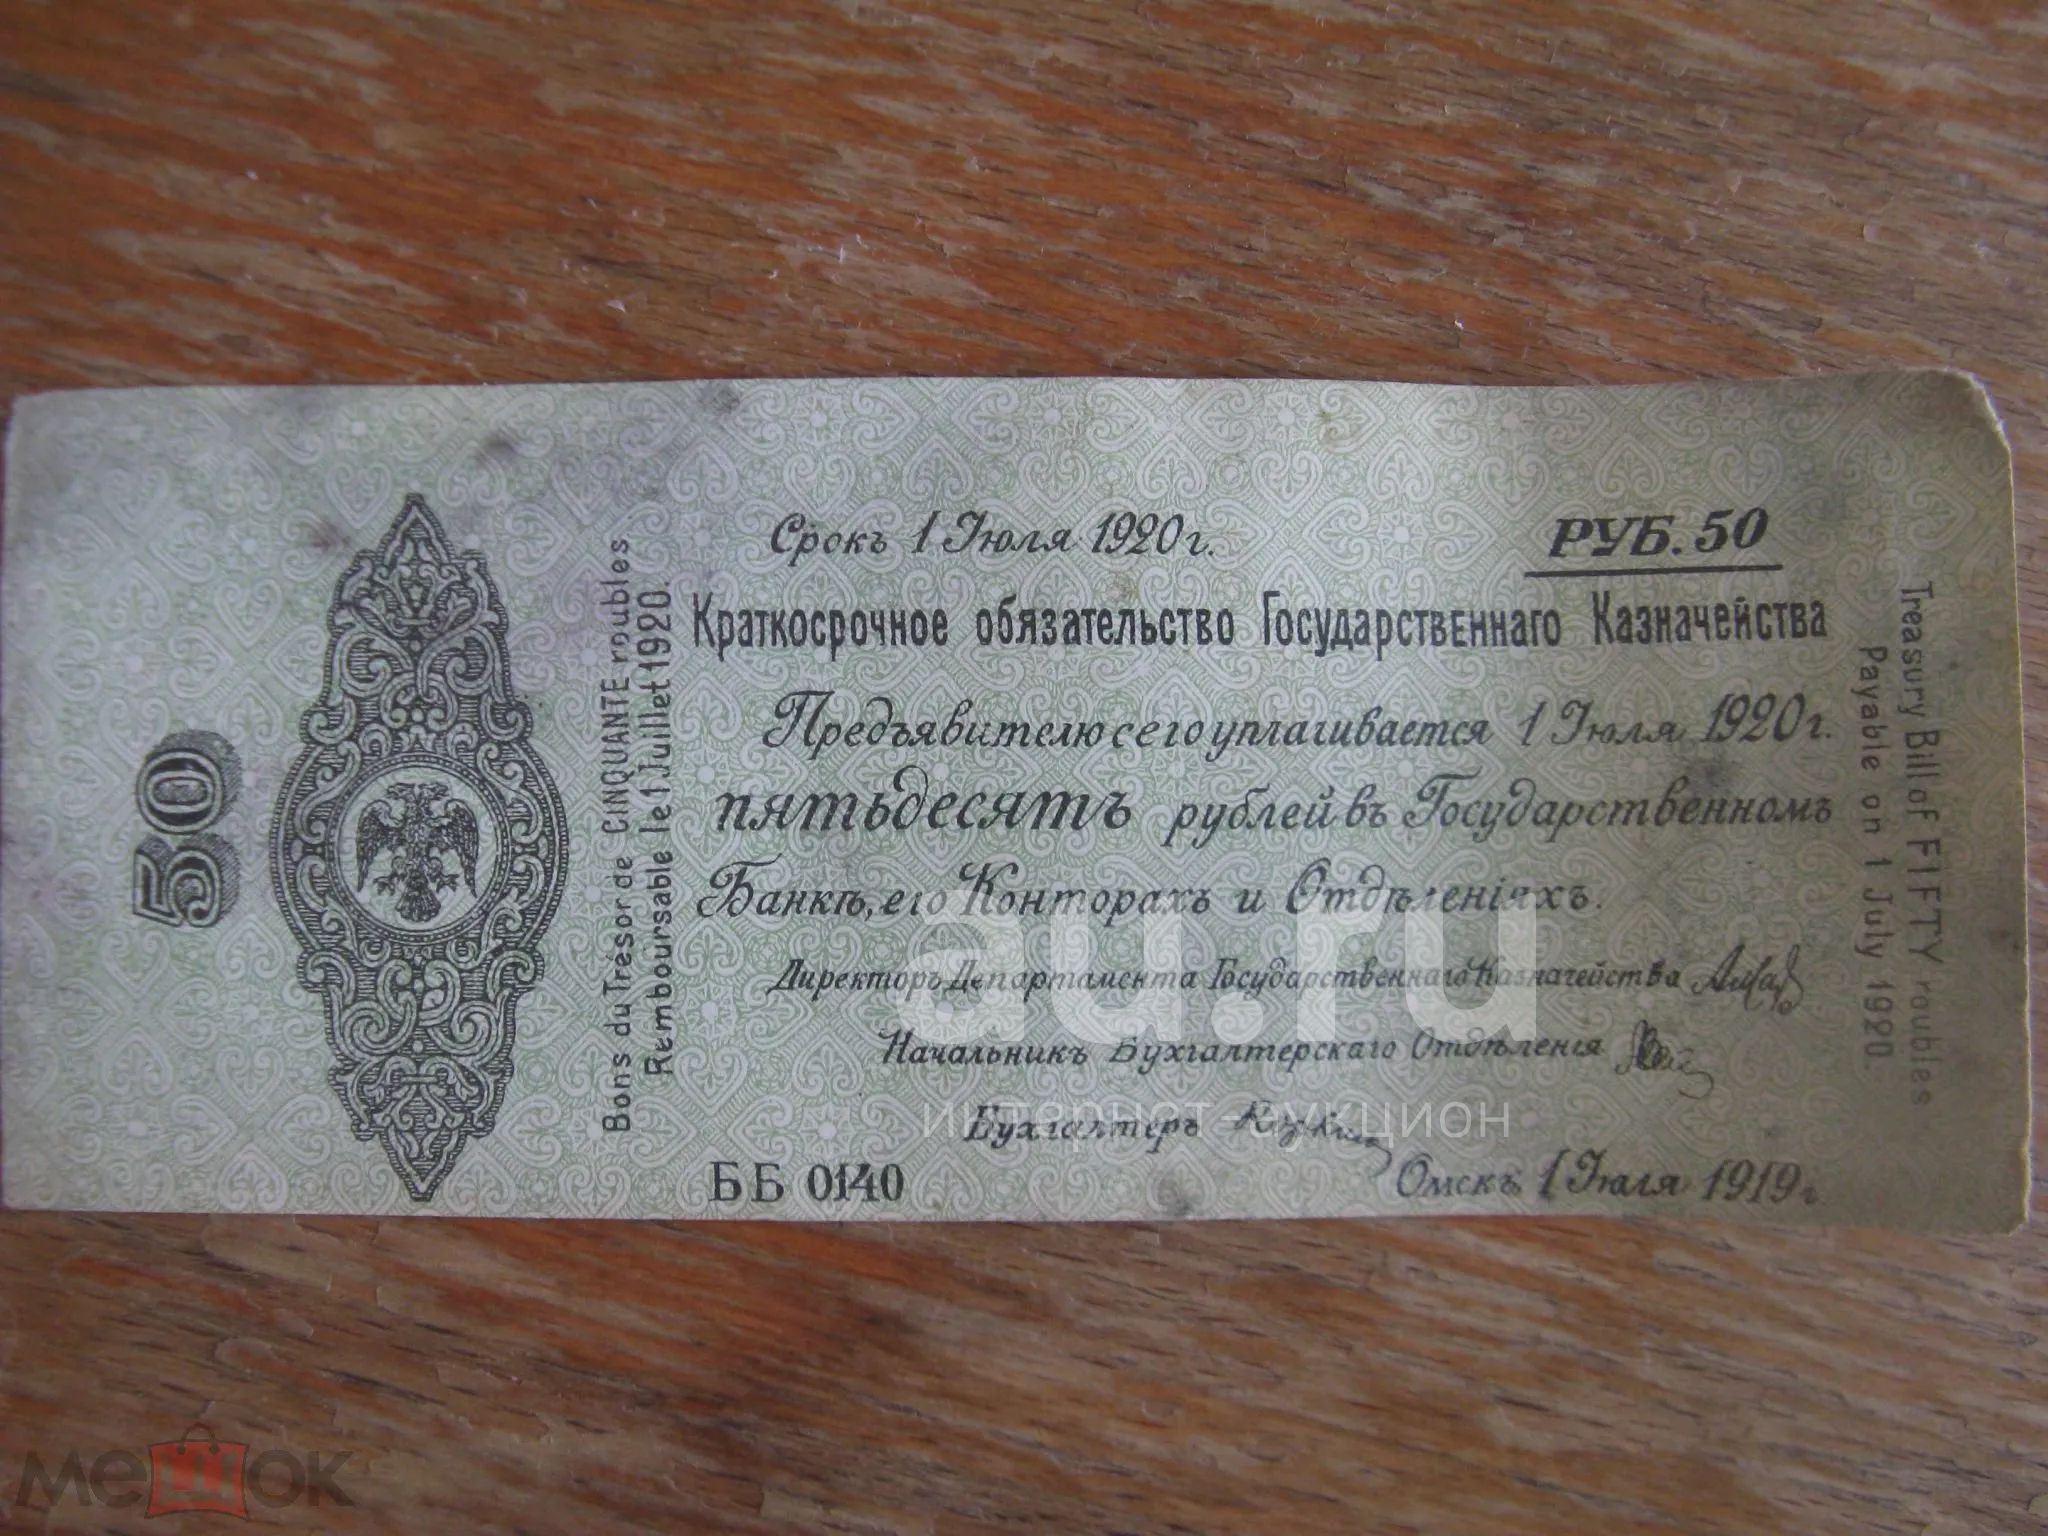 50
Bons du Trésor de CINQUANTE roubles
Remboursable le 1 Juillet 1920.
Срокъ 1 Іюля 1920 г.
РУБ. 50
Краткосрочное обязательство Государственнаго Казначейства
Предъявителю сего уплачивается 1 Іюля 1920 г.
пятьдесятъ рублей въ Государственномъ
Банкѣ, его Конторахъ и Отдѣленіяхъ.
Директоръ Департамента Государственнаго Казначейства
Начальникъ Бухгалтерскаго Отдѣленія
Бухгалтеръ
ББ 0140
Омскъ 1 Іюля 1919 г
Treasury Bill of FIFTY roubles
Payable on 1 July 1920.
au.ru
интернет-аукцион
мешок